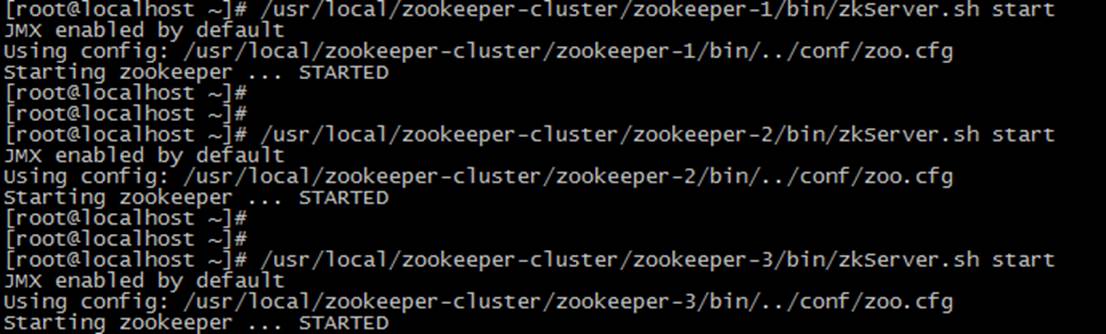 [root@localhost ~]# /usr/local/zookeeper-cluster/zookeeper-1/bin/zkServer.sh start
JMX enabled by default
Using config: /usr/local/zookeeper-cluster/zookeeper-1/bin/../conf/zoo.cfg
Starting zookeeper ... STARTED
[root@localhost ~]#
[root@localhost ~]#
[root@localhost ~]# /usr/local/zookeeper-cluster/zookeeper-2/bin/zkServer.sh start
JMX enabled by default
Using config: /usr/local/zookeeper-cluster/zookeeper-2/bin/../conf/zoo.cfg
Starting zookeeper ... STARTED
[root@localhost ~]#
[root@localhost ~]#
[root@localhost ~]# /usr/local/zookeeper-cluster/zookeeper-3/bin/zkServer.sh start
JMX enabled by default
Using config: /usr/local/zookeeper-cluster/zookeeper-3/bin/../conf/zoo.cfg
Starting zookeeper ... STARTED